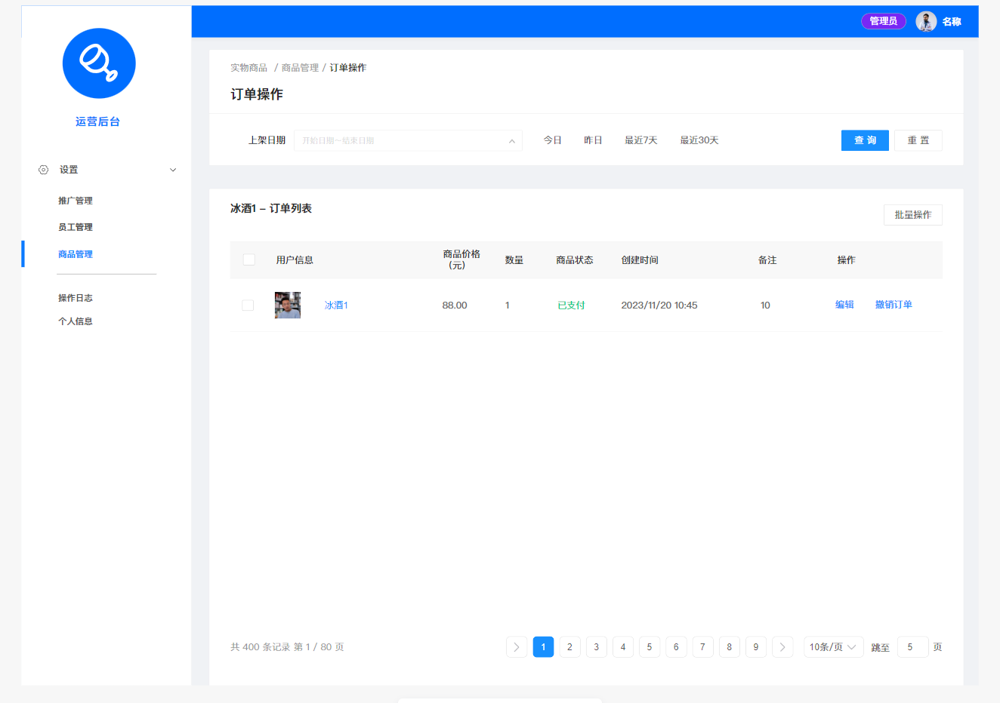 管理员 名称
运营后台
设置
推广管理
员工管理
商品管理
操作日志
个人信息
实物商品 / 商品管理 / 订单操作
订单操作
上架日期 开始日期~结束日期 今日 昨日 最近7天 最近30天 查 询 重 置
冰酒1 – 订单列表
批量操作
用户信息 商品价格 (元) 数量 商品状态 创建时间 备注 操作
冰酒1 88.00 1 已支付 2023/11/20 10:45 10 编辑 撤销订单
共 400 条记录 第 1 / 80 页 1 2 3 4 5 6 7 8 9 10条/页 跳至 5 页